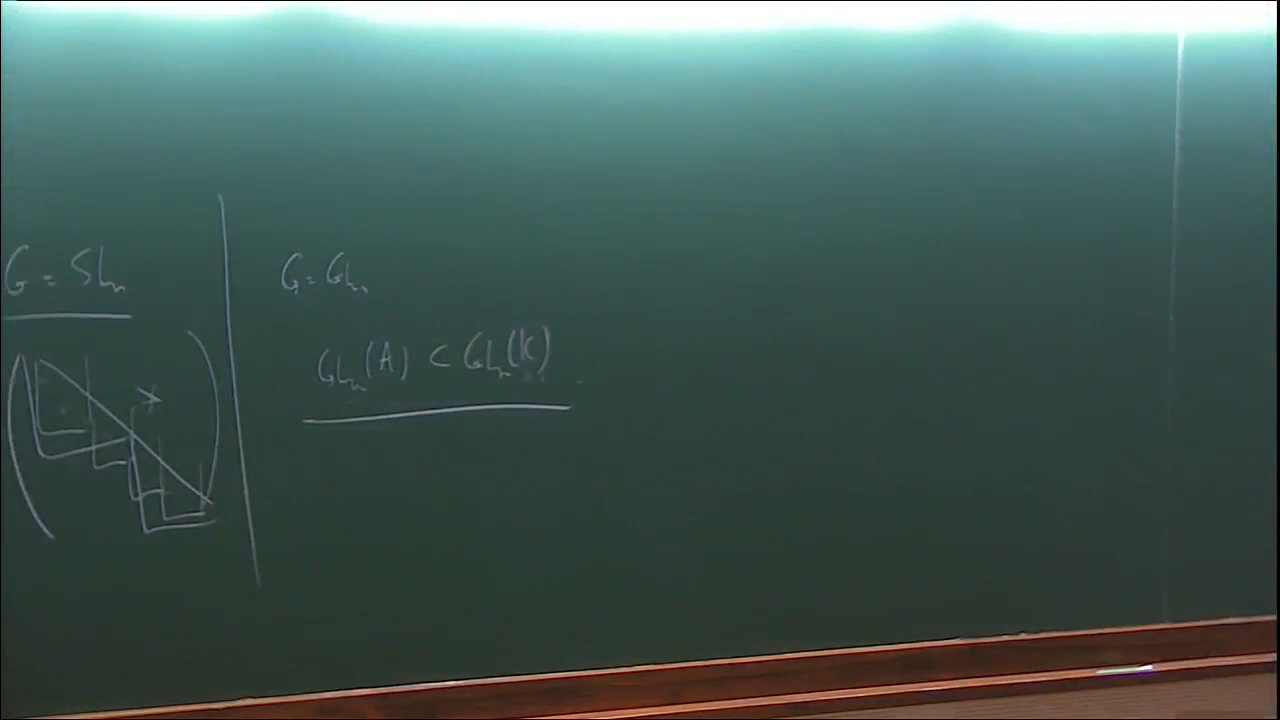 G = SLn
*
G = GLn
GLn(A) ⊂ GLn(K)